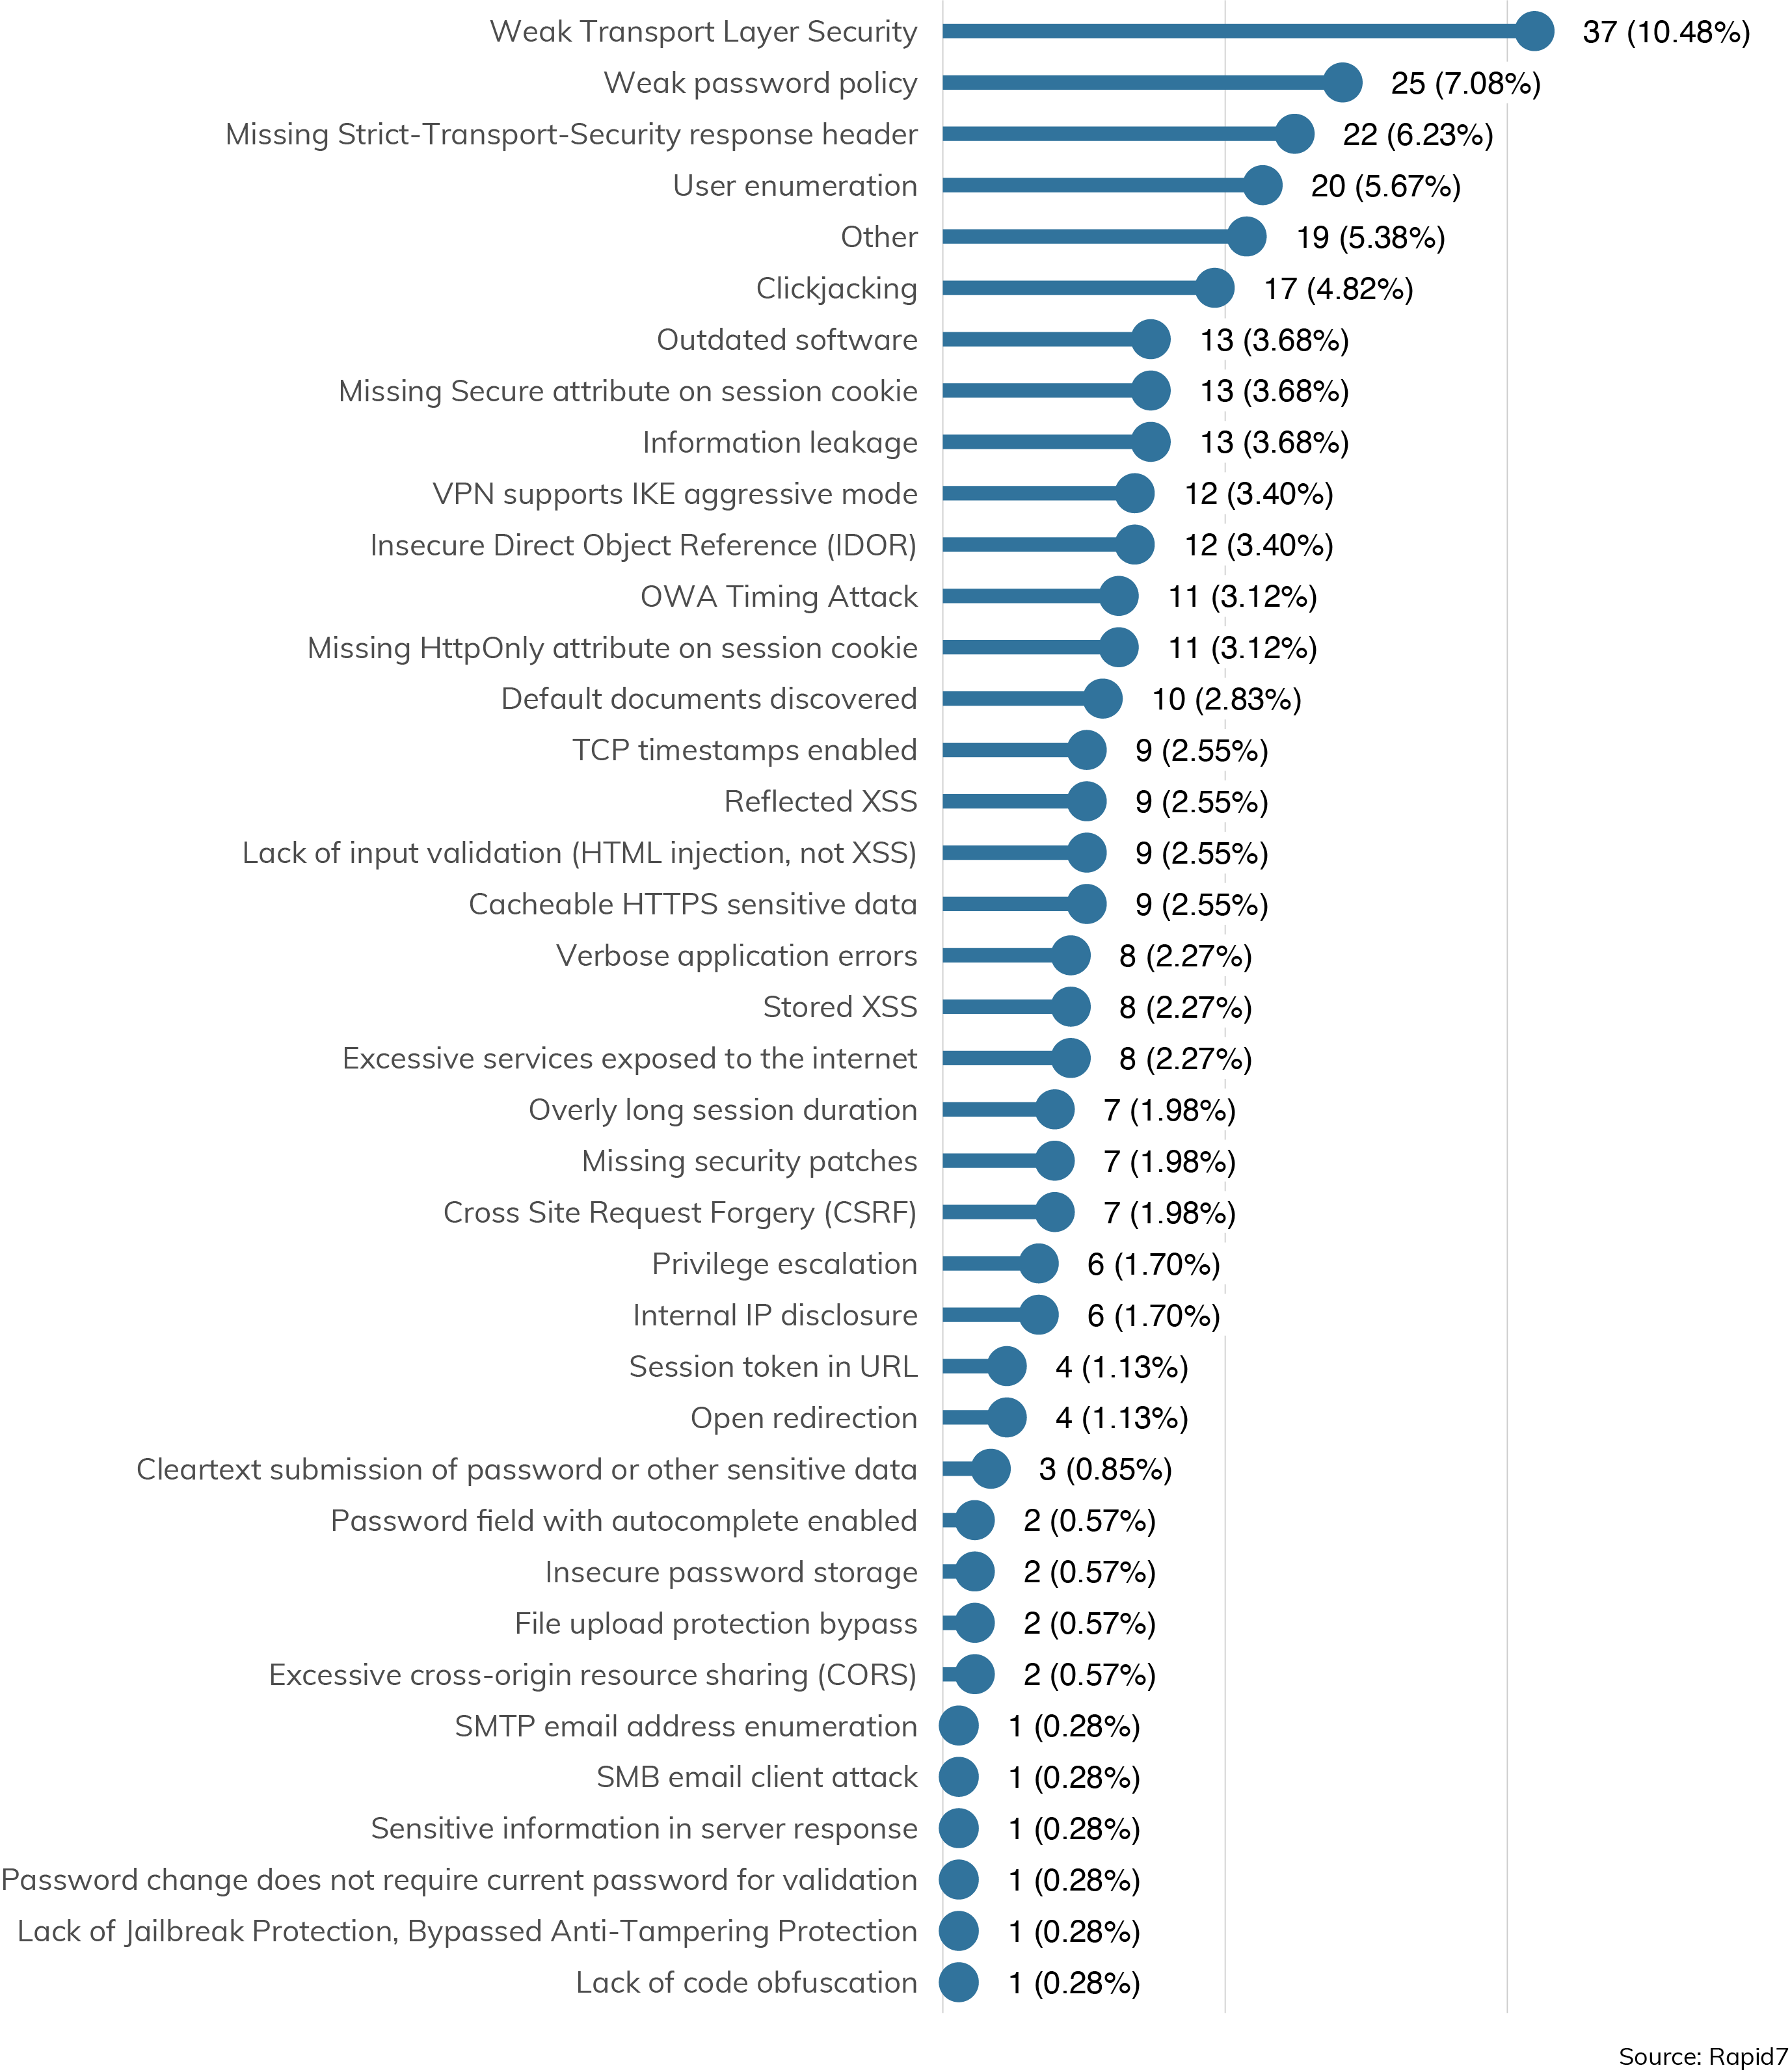 Weak Transport Layer Security 37 (10.48%)
Weak password policy 25 (7.08%)
Missing Strict-Transport-Security response header 22 (6.23%)
User enumeration 20 (5.67%)
Other 19 (5.38%)
Clickjacking 17 (4.82%)
Outdated software 13 (3.68%)
Missing Secure attribute on session cookie 13 (3.68%)
Information leakage 13 (3.68%)
VPN supports IKE aggressive mode 12 (3.40%)
Insecure Direct Object Reference (IDOR) 12 (3.40%)
OWA Timing Attack 11 (3.12%)
Missing HttpOnly attribute on session cookie 11 (3.12%)
Default documents discovered 10 (2.83%)
TCP timestamps enabled 9 (2.55%)
Reflected XSS 9 (2.55%)
Lack of input validation (HTML injection, not XSS) 9 (2.55%)
Cacheable HTTPS sensitive data 9 (2.55%)
Verbose application errors 8 (2.27%)
Stored XSS 8 (2.27%)
Excessive services exposed to the internet 8 (2.27%)
Overly long session duration 7 (1.98%)
Missing security patches 7 (1.98%)
Cross Site Request Forgery (CSRF) 7 (1.98%)
Privilege escalation 6 (1.70%)
Internal IP disclosure 6 (1.70%)
Session token in URL 4 (1.13%)
Open redirection 4 (1.13%)
Cleartext submission of password or other sensitive data 3 (0.85%)
Password field with autocomplete enabled 2 (0.57%)
Insecure password storage 2 (0.57%)
File upload protection bypass 2 (0.57%)
Excessive cross-origin resource sharing (CORS) 2 (0.57%)
SMTP email address enumeration 1 (0.28%)
SMB email client attack 1 (0.28%)
Sensitive information in server response 1 (0.28%)
Password change does not require current password for validation 1 (0.28%)
Lack of Jailbreak Protection, Bypassed Anti-Tampering Protection 1 (0.28%)
Lack of code obfuscation 1 (0.28%)
Source: Rapid7